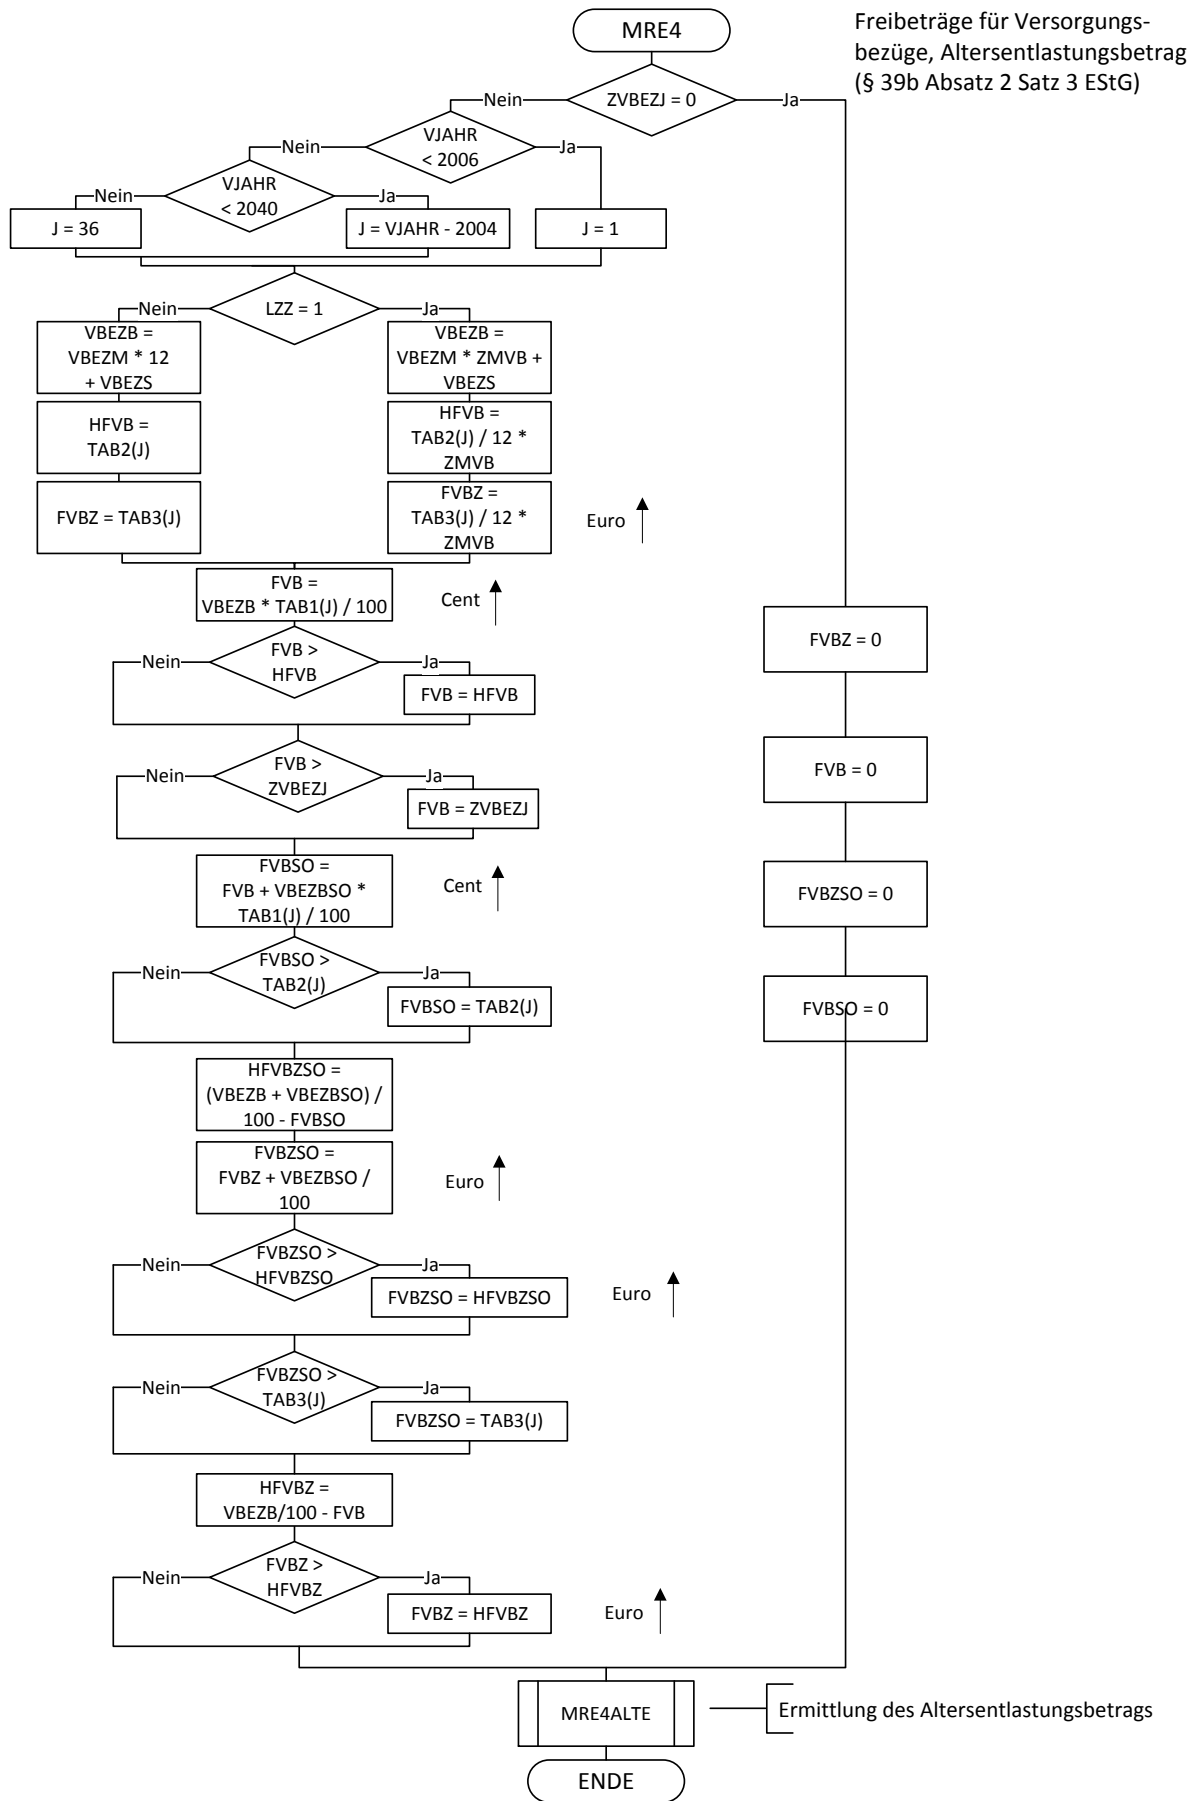 MRE4
Freibeträge für Versorgungs-
bezüge, Altersentlastungsbetrag
(§ 39b Absatz 2 Satz 3 EStG)
ZVBEZJ = 0
Nein
Ja
VJAHR
< 2006
Nein
Ja
VJAHR
< 2040
Nein
Ja
J = 36
J = VJAHR - 2004
J = 1
LZZ = 1
Nein
Ja
VBEZB =
VBEZM * 12
+ VBEZS
VBEZB =
VBEZM * ZMVB +
VBEZS
HFVB =
TAB2(J)
HFVB =
TAB2(J) / 12 *
ZMVB
FVBZ = TAB3(J)
FVBZ =
TAB3(J) / 12 *
ZMVB
Euro
FVB =
VBEZB * TAB1(J) / 100
Cent
FVBZ = 0
FVB >
HFVB
Nein
Ja
FVB = HFVB
FVB = 0
FVB >
ZVBEZJ
Nein
Ja
FVB = ZVBEZJ
FVBSO =
FVB + VBEZBSO *
TAB1(J) / 100
Cent
FVBZSO = 0
FVBSO >
TAB2(J)
Nein
Ja
FVBSO = TAB2(J)
FVBSO = 0
HFVBZSO =
(VBEZB + VBEZBSO) /
100 - FVBSO
FVBZSO =
FVBZ + VBEZBSO /
100
Euro
FVBZSO >
HFVBZSO
Nein
Ja
FVBZSO = HFVBZSO
Euro
FVBZSO >
TAB3(J)
Nein
Ja
FVBZSO = TAB3(J)
HFVBZ =
VBEZB/100 - FVB
FVBZ >
HFVBZ
Nein
Ja
FVBZ = HFVBZ
Euro
MRE4ALTE
Ermittlung des Altersentlastungsbetrags
ENDE